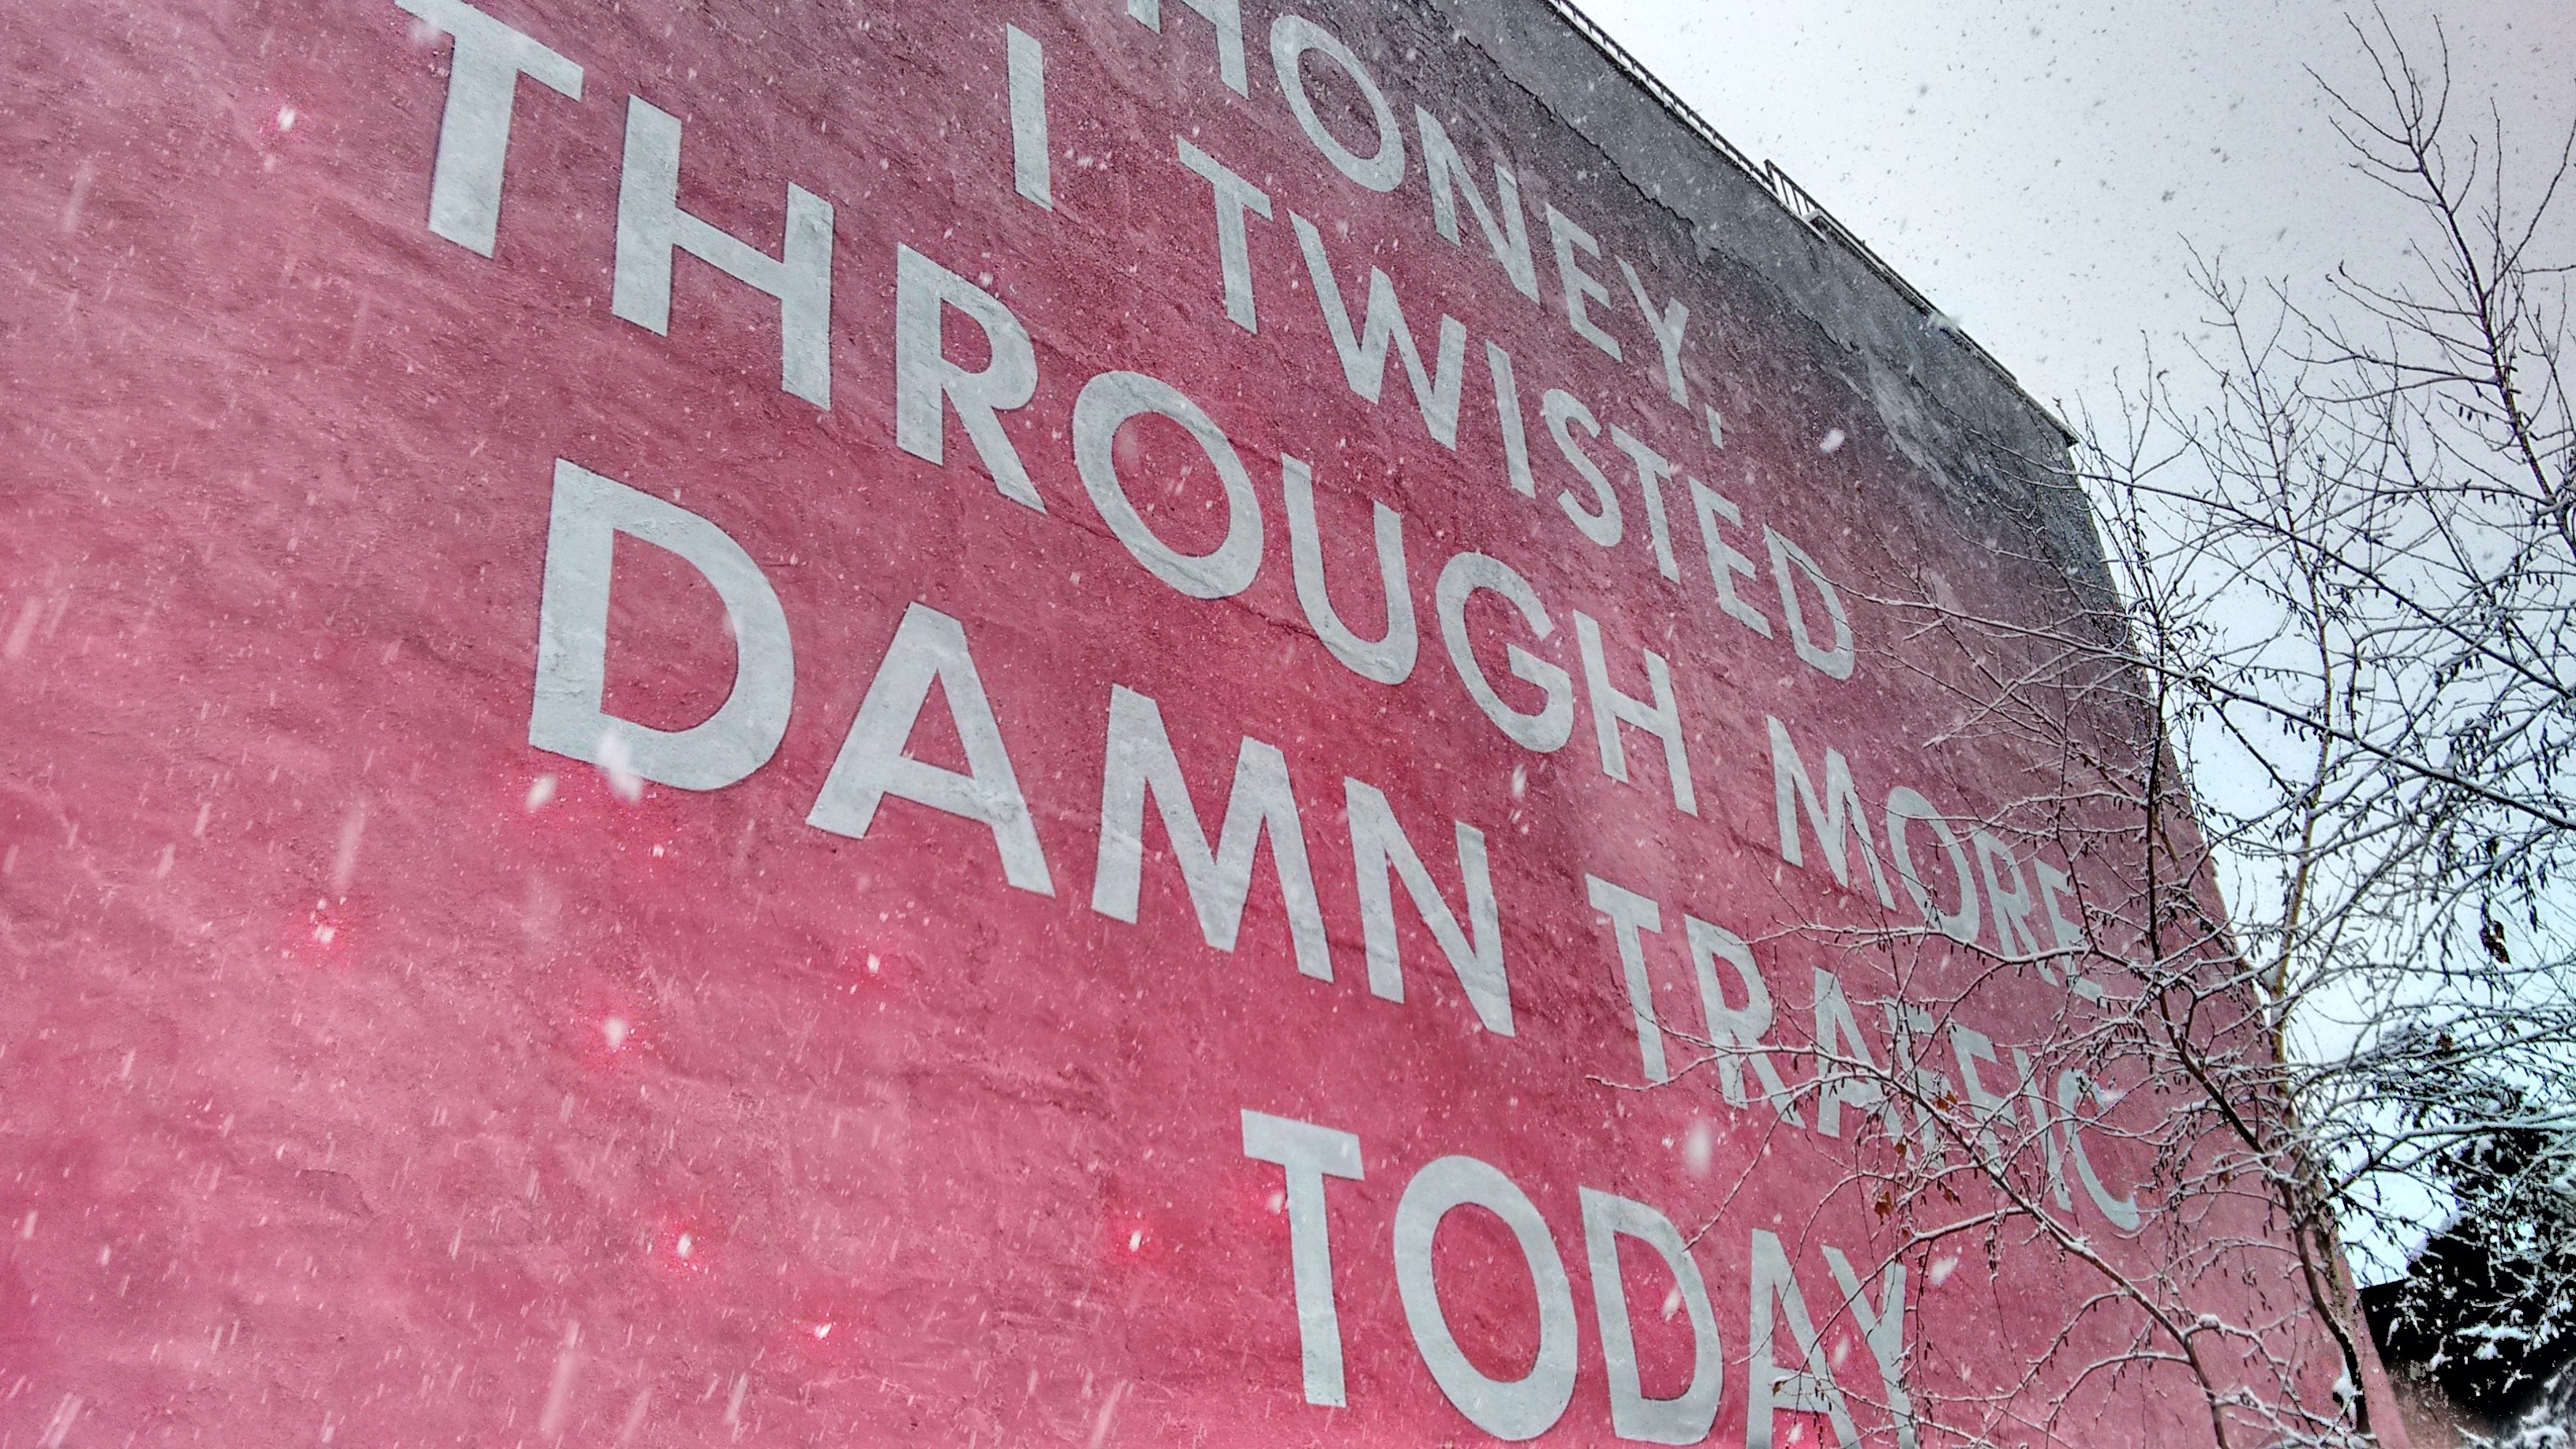 HONEY,
I TWISTED
THROUGH MORE
DAMN TRAFFIC
TODAY